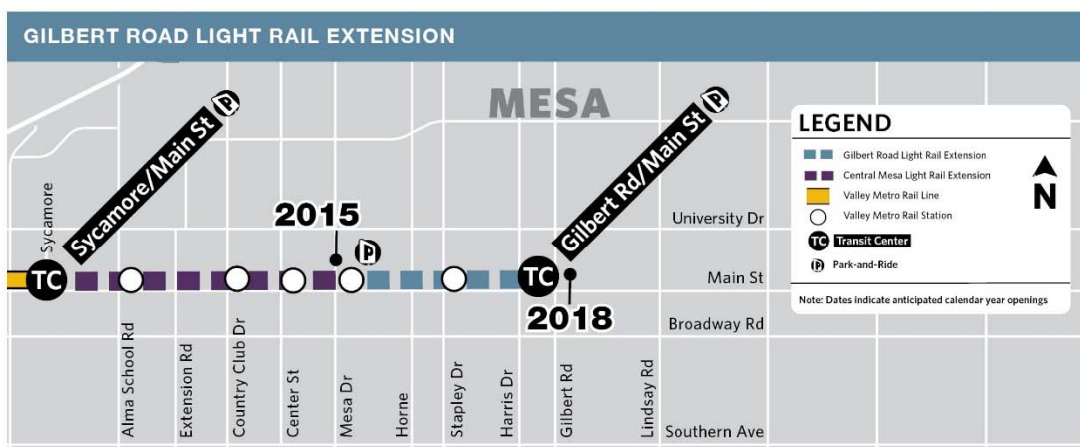 GILBERT ROAD LIGHT RAIL EXTENSION
MESA
Sycamore/Main St P
Gilbert Rd/Main St P
LEGEND
Gilbert Road Light Rail Extension
Central Mesa Light Rail Extension
Valley Metro Rail Line
Valley Metro Rail Station
TC Transit Center
P Park-and-Ride
Note: Dates indicate anticipated calendar year openings
N
Sycamore
2015
P
University Dr
TC
TC
Main St
2018
Broadway Rd
Alma School Rd
Extension Rd
Country Club Dr
Center St
Mesa Dr
Horne
Stapley Dr
Harris Dr
Gilbert Rd
Lindsay Rd
Southern Ave